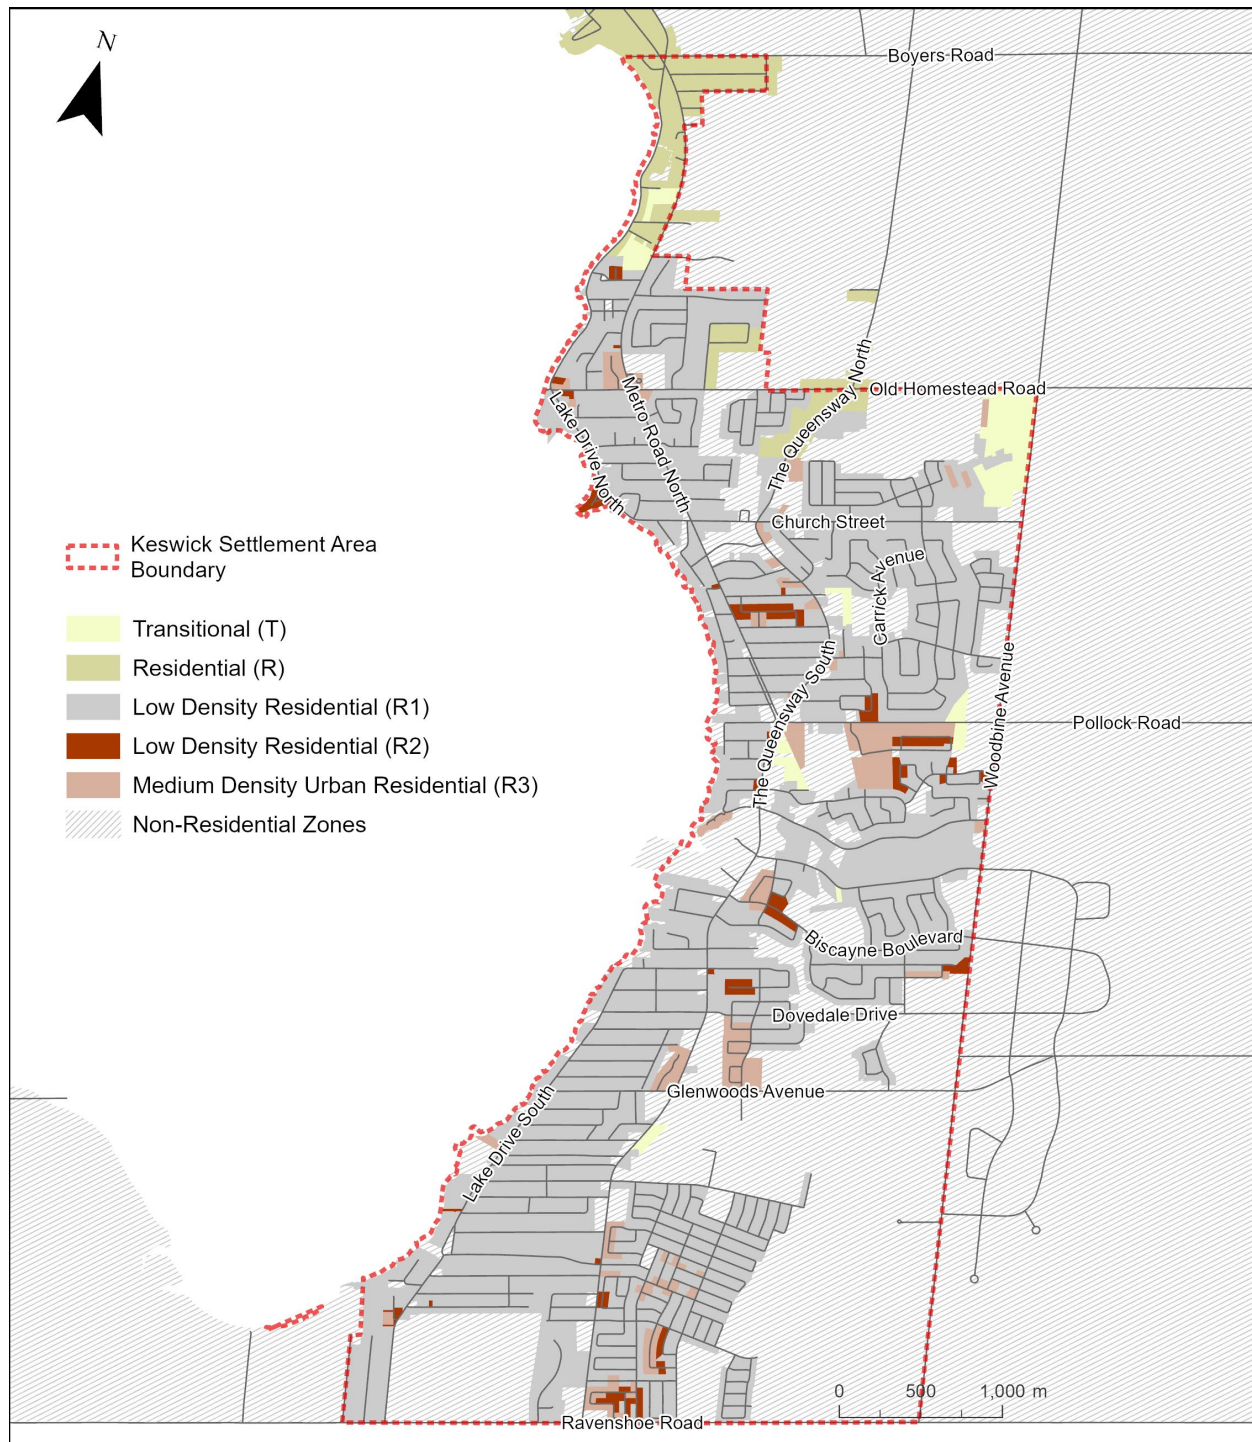 N
Boyers Road
The Queensway North
Old Homestead Road
Metro Road North
Lake Drive North
Church Street
Keswick Settlement Area
Boundary
Carrick Avenue
Transitional (T)
Residential (R)
Low Density Residential (R1)
Low Density Residential (R2)
Medium Density Urban Residential (R3)
Non-Residential Zones
The Queensway South
Woodbine Avenue
Pollock Road
Biscayne Boulevard
Dovedale Drive
Glenwoods Avenue
Lake Drive South
0 500 1,000 m
Ravenshoe Road